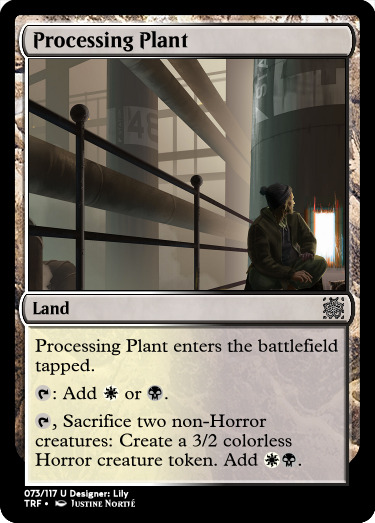 Processing Plant
Land
Processing Plant enters the battlefield
tapped.
: Add or .
, Sacrifice two non-Horror
creatures: Create a 3/2 colorless
Horror creature token. Add .
073/117 U Designer: Lily
TRF • Justine Nortié